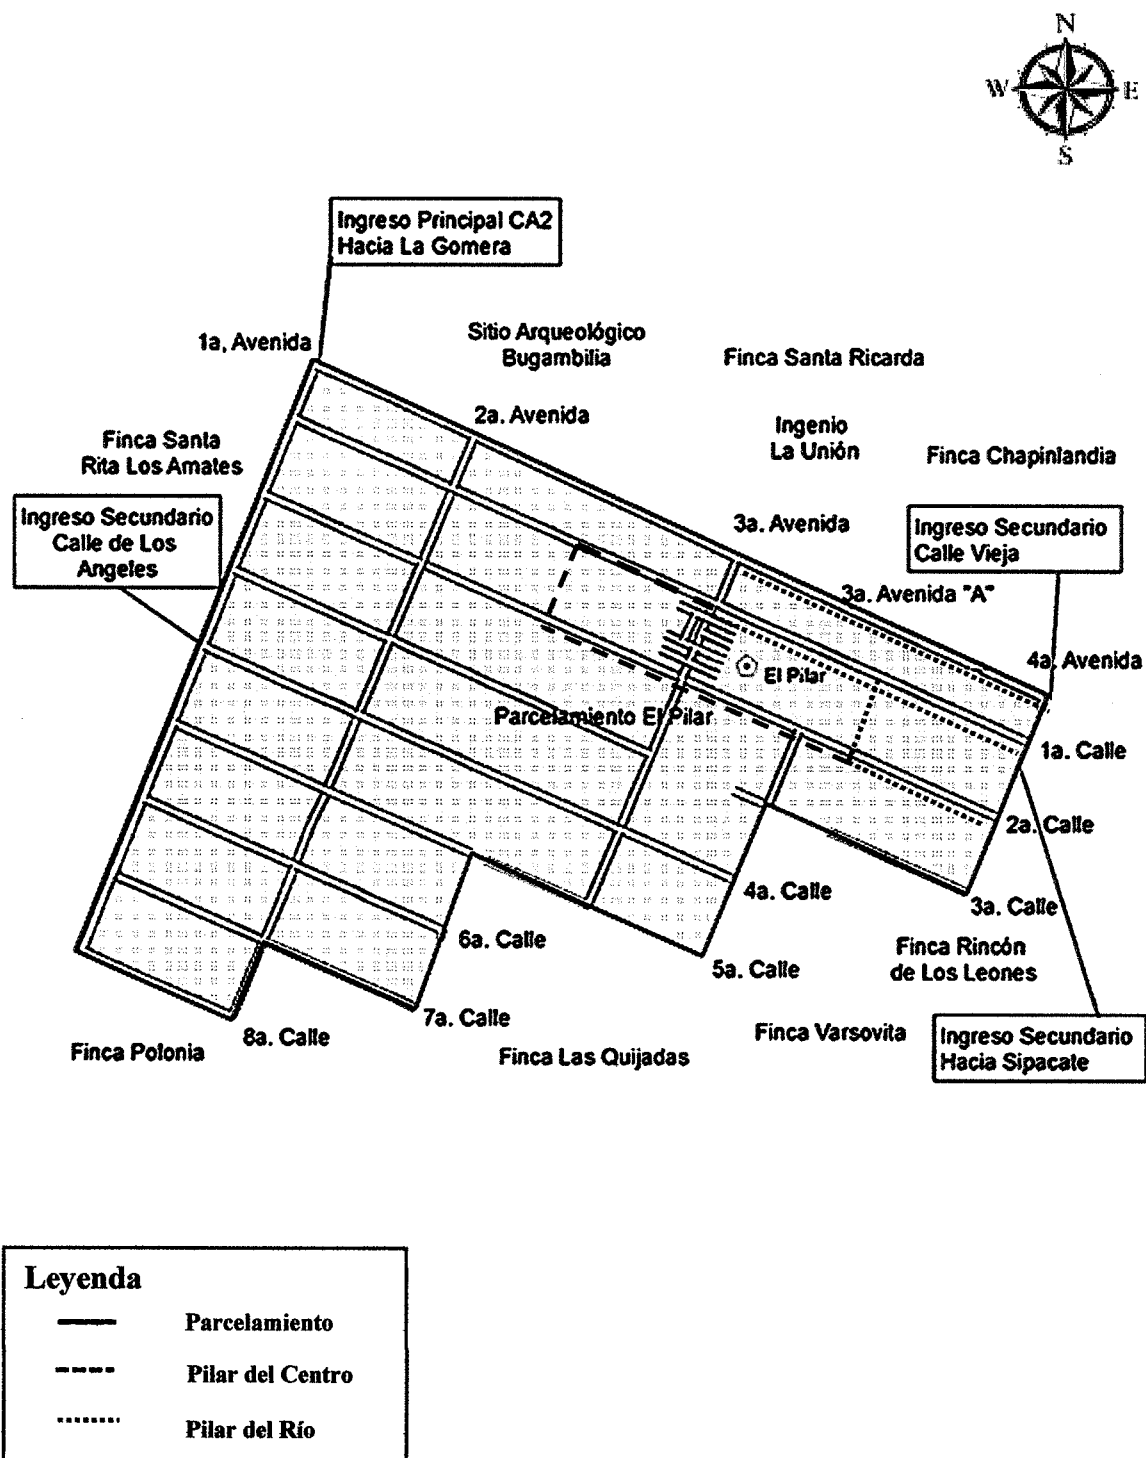 N
W E
S
Ingreso Principal CA2
Hacia La Gomera
1a, Avenida
Sitio Arqueológico
Bugambilia
Finca Santa Ricarda
2a. Avenida
Finca Santa
Rita Los Amates
Ingenio
La Unión
Finca Chapinlandia
Ingreso Secundario
Calle de Los
Angeles
3a. Avenida
Ingreso Secundario
Calle Vieja
3a. Avenida "A"
4a, Avenida
El Pilar
Parcelamiento El Pilar
1a. Calle
2a. Calle
4a. Calle
3a. Calle
6a. Calle
5a. Calle
Finca Rincón
de Los Leones
7a. Calle
8a. Calle
Finca Polonia
Finca Las Quijadas
Finca Varsovita
Ingreso Secundario
Hacia Sipacate
Leyenda
Parcelamiento
Pilar del Centro
Pilar del Río